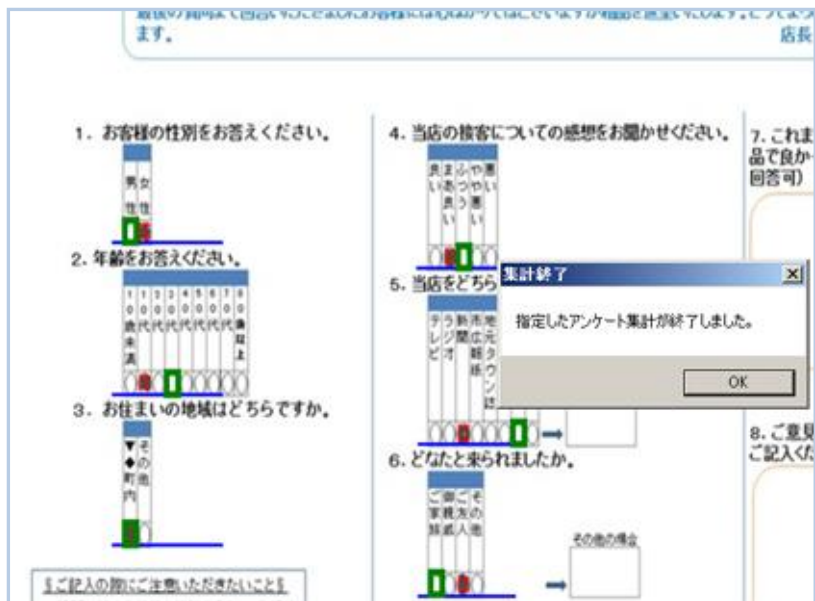 ます。
店長
1. お客様の性別をお答えください。
男性
女性
2. 年齢をお答えください。
10歳未満
10代
20代
30代
40代
50代
60代
70代
80歳以上
3. お住まいの地域はどちらですか。
▼◆町内
その他
【ご記入の際にご注意いただきたいこと】
4. 当店の接客についての感想をお聞かせください。
良い
まあ良い
ふつう
やや悪い
悪い
5. 当店をどちら
テレビ
ラジオ
新聞
市広報紙
地元タウン誌
6. どなたと来られましたか。
ご家族
御親戚
ご友人
その他
その他の場合
7. これま
品で良か
回答可)
8. ご意見
ご記入くだ
集計終了
指定したアンケート集計が終了しました。
OK